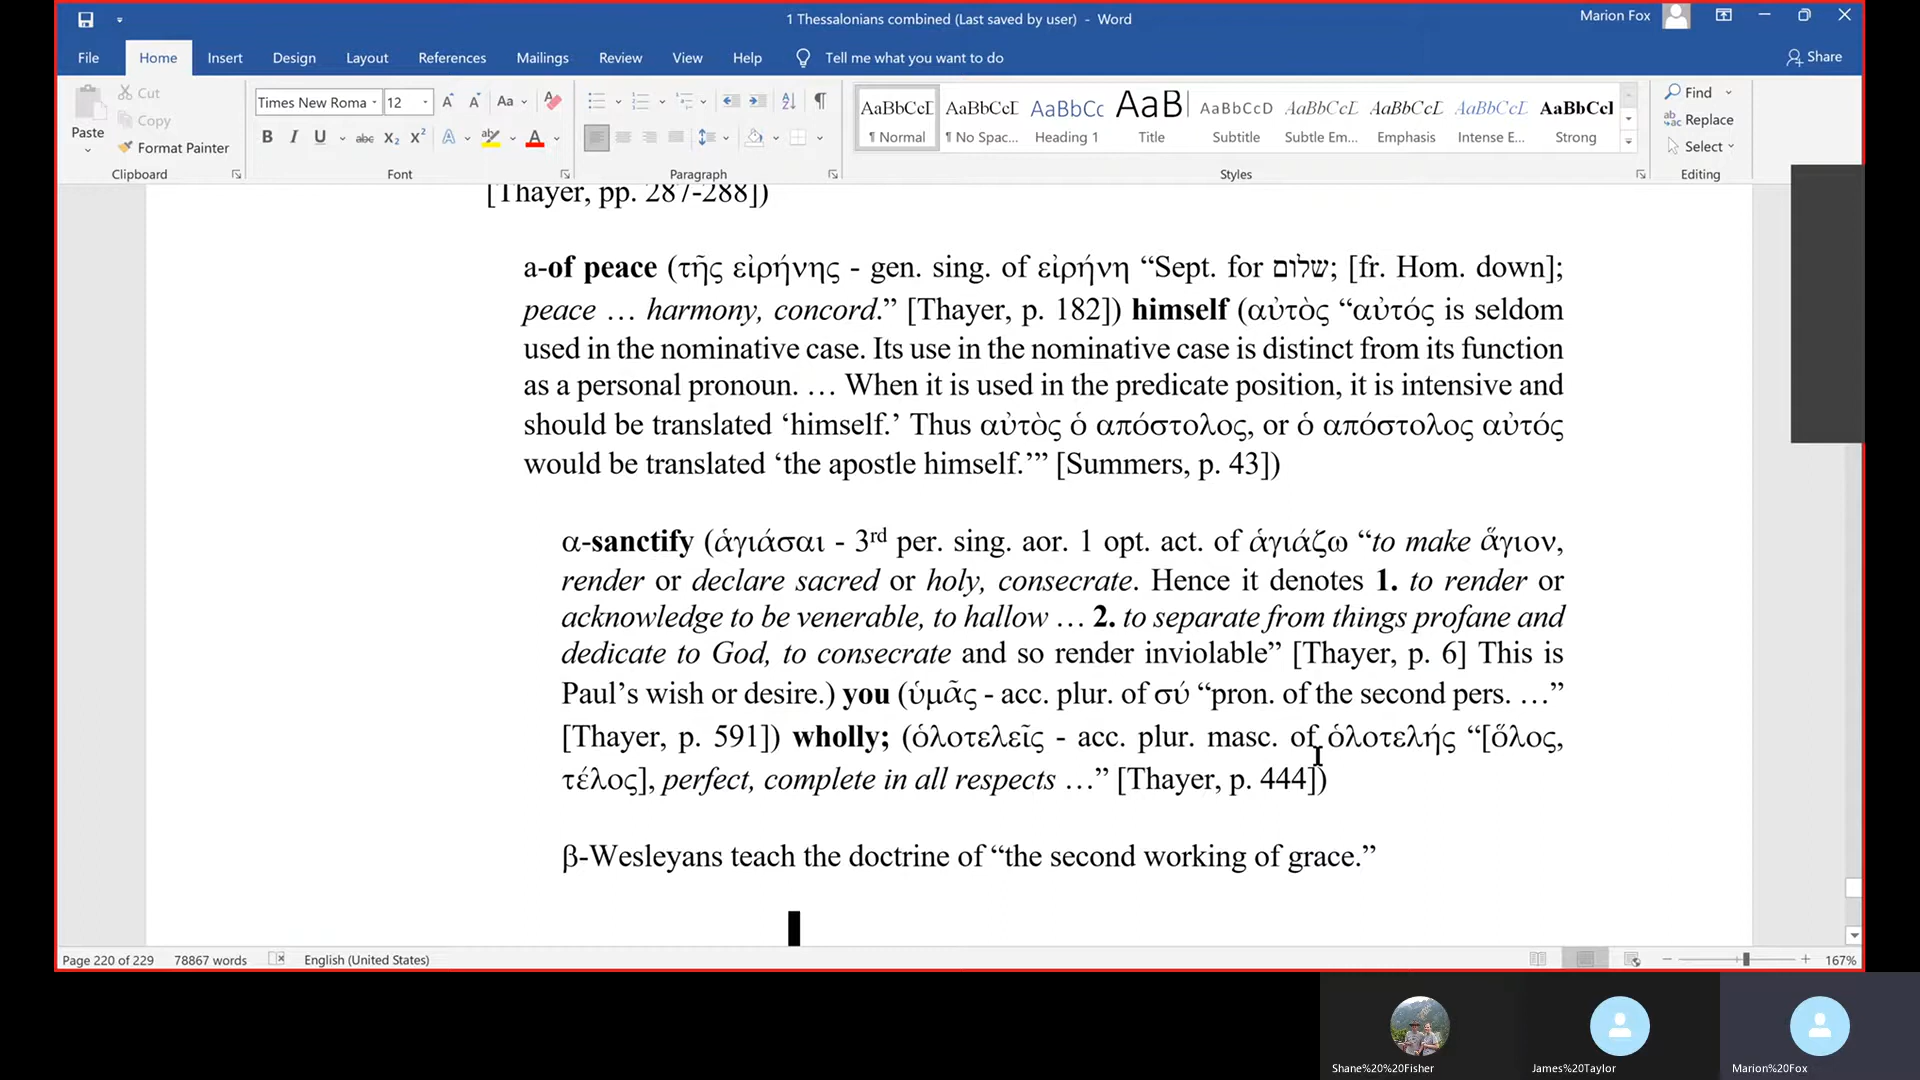 1 Thessalonians combined (Last saved by user) - Word
Marion Fox
File Home Insert Design Layout References Mailings Review View Help Tell me what you want to do Share
Paste
Cut
Copy
Format Painter
Clipboard
Times New Roma 12
Font
Paragraph
AaBbCcI AaBbCcI AaBbCc AaB AaBbCcD AaBbCcL AaBbCcL AaBbCcL AaBbCcl
¶ Normal ¶ No Spac... Heading 1 Title Subtitle Subtle Em... Emphasis Intense E... Strong
Styles
Find
Replace
Select
Editing
[Thayer, pp. 287-288])
a-of peace (τῆς εἰρήνης - gen. sing. of εἰρήνη “Sept. for שלום; [fr. Hom. down];
peace … harmony, concord.” [Thayer, p. 182]) himself (αὐτὸς “αὐτός is seldom
used in the nominative case. Its use in the nominative case is distinct from its function
as a personal pronoun. … When it is used in the predicate position, it is intensive and
should be translated ‘himself.’ Thus αὐτὸς ὁ απόστολος, or ὁ απόστολος αὐτός
would be translated ‘the apostle himself.’” [Summers, p. 43])
α-sanctify (ἁγιάσαι - 3rd per. sing. aor. 1 opt. act. of ἁγιάζω “to make ἅγιον,
render or declare sacred or holy, consecrate. Hence it denotes 1. to render or
acknowledge to be venerable, to hallow … 2. to separate from things profane and
dedicate to God, to consecrate and so render inviolable” [Thayer, p. 6] This is
Paul’s wish or desire.) you (ὑμᾶς - acc. plur. of σύ “pron. of the second pers. …”
[Thayer, p. 591]) wholly; (ὁλοτελεῖς - acc. plur. masc. of ὁλοτελής “[ὅλος,
τέλος], perfect, complete in all respects …” [Thayer, p. 444])
β-Wesleyans teach the doctrine of “the second working of grace.”
Page 220 of 229 78867 words English (United States) 167%
Shane%20%20Fisher James%20Taylor Marion%20Fox